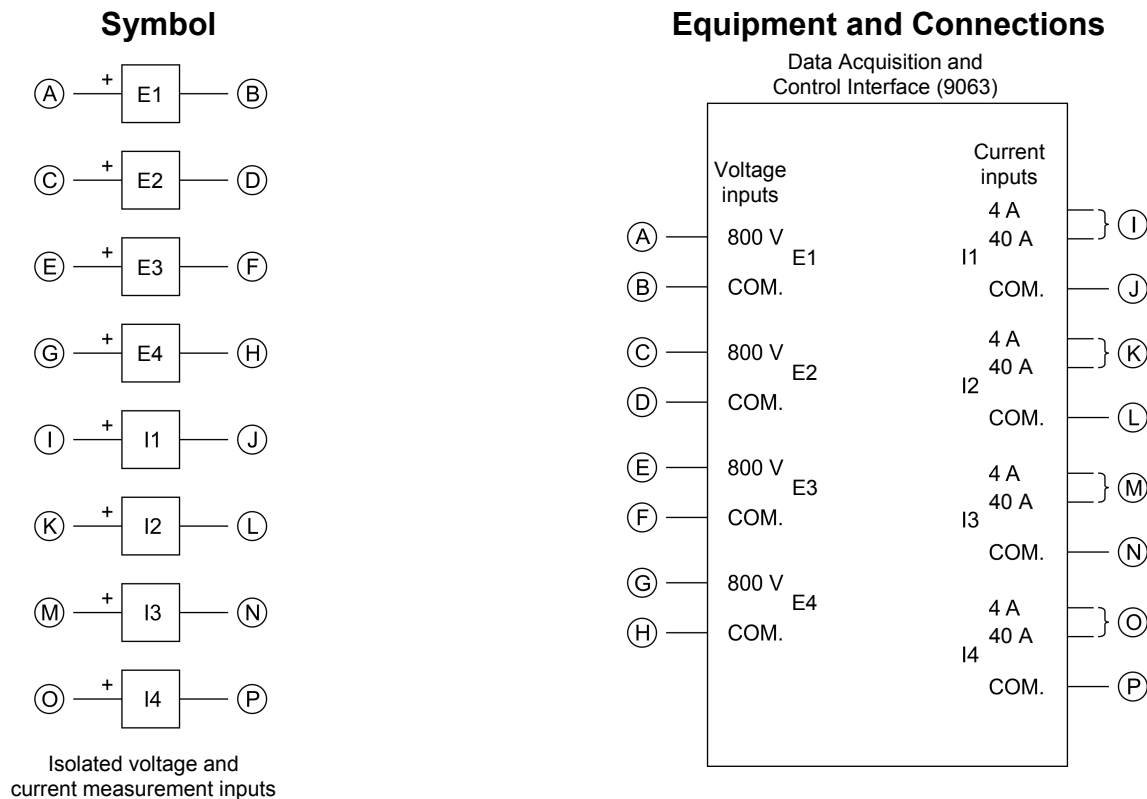 Symbol
A + E1 B
C + E2 D
E + E3 F
G + E4 H
I + I1 J
K + I2 L
M + I3 N
O + I4 P
Isolated voltage and
current measurement inputs
Equipment and Connections
Data Acquisition and
Control Interface (9063)
Voltage
inputs
A 800 V
E1
B COM.
C 800 V
E2
D COM.
E 800 V
E3
F COM.
G 800 V
E4
H COM.
Current
inputs
4 A
I
40 A
I1
COM. J
4 A
K
40 A
I2
COM. L
4 A
M
40 A
I3
COM. N
4 A
O
40 A
I4
COM. P